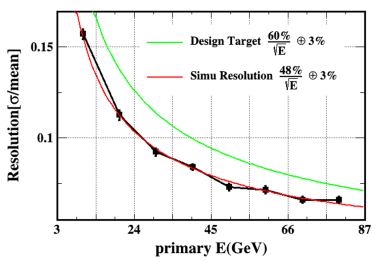 0.15
Design Target 60%/√E ⊕ 3%
Simu Resolution 48%/√E ⊕ 3%
Resolution[σ/mean]
0.1
3 24 45 66 87
primary E(GeV)